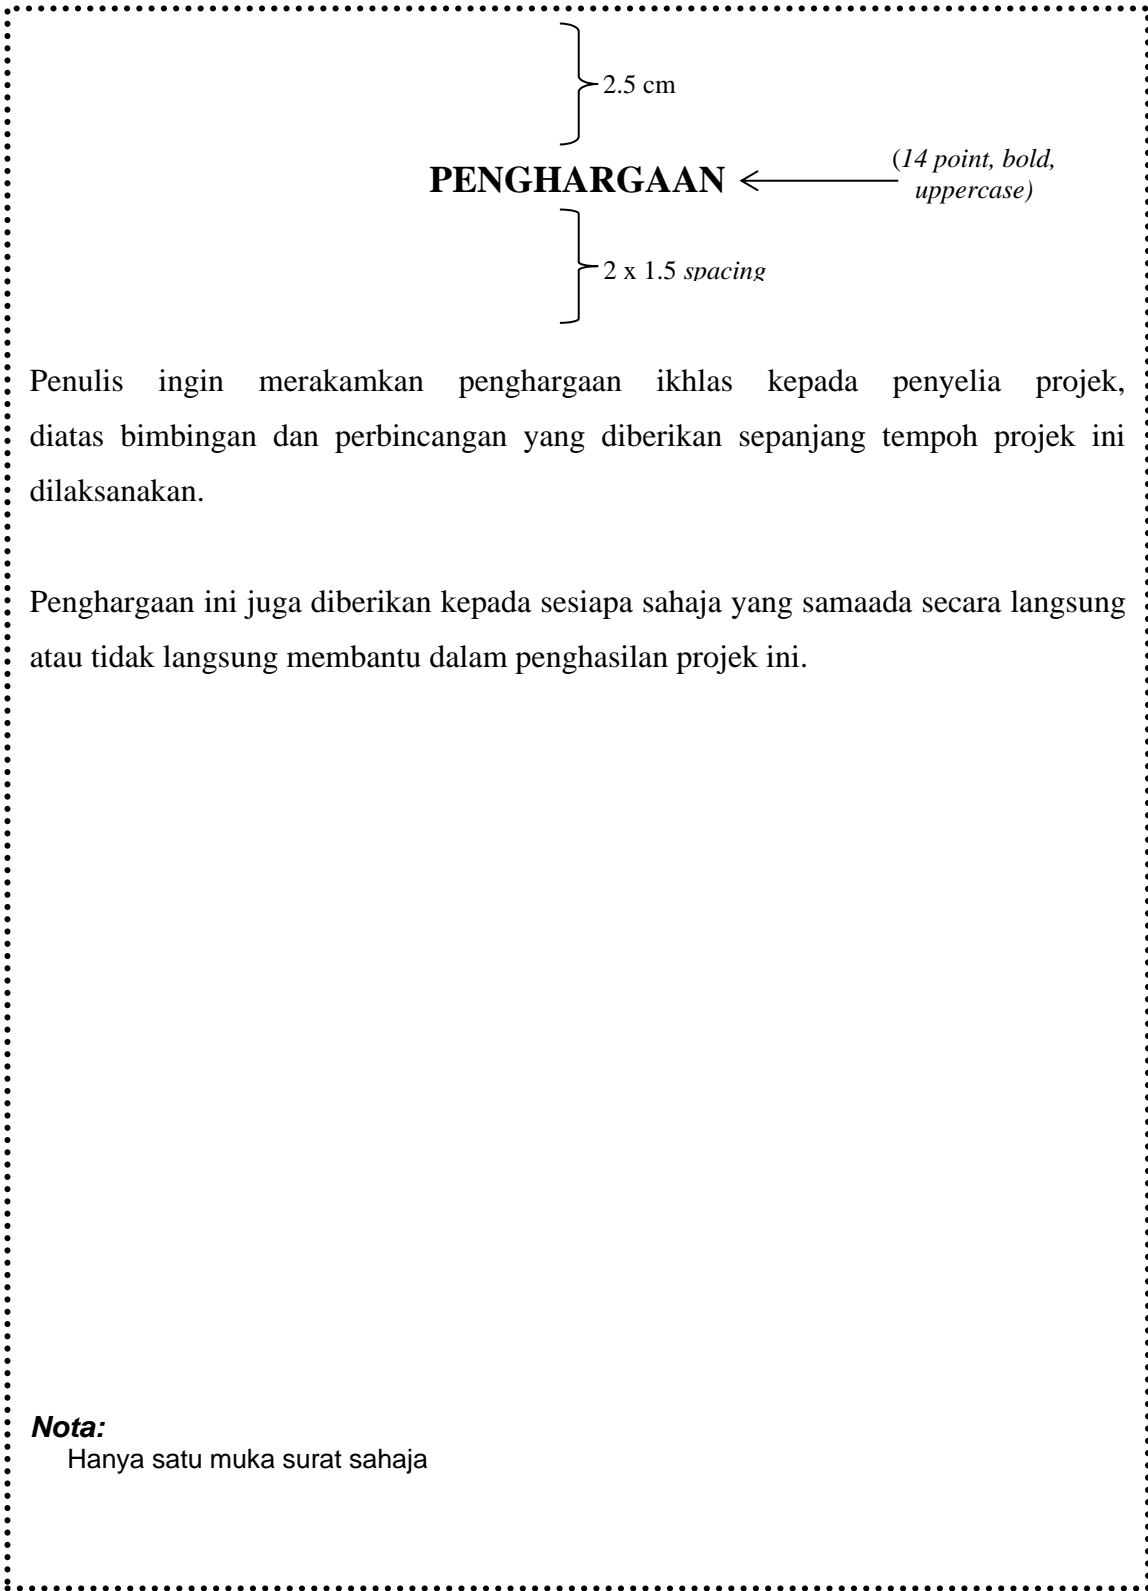 2.5 cm
PENGHARGAAN
(14 point, bold,
uppercase)
2 x 1.5 spacing
Penulis ingin merakamkan penghargaan ikhlas kepada penyelia projek,
diatas bimbingan dan perbincangan yang diberikan sepanjang tempoh projek ini
dilaksanakan.
Penghargaan ini juga diberikan kepada sesiapa sahaja yang samaada secara langsung
atau tidak langsung membantu dalam penghasilan projek ini.
Nota:
Hanya satu muka surat sahaja